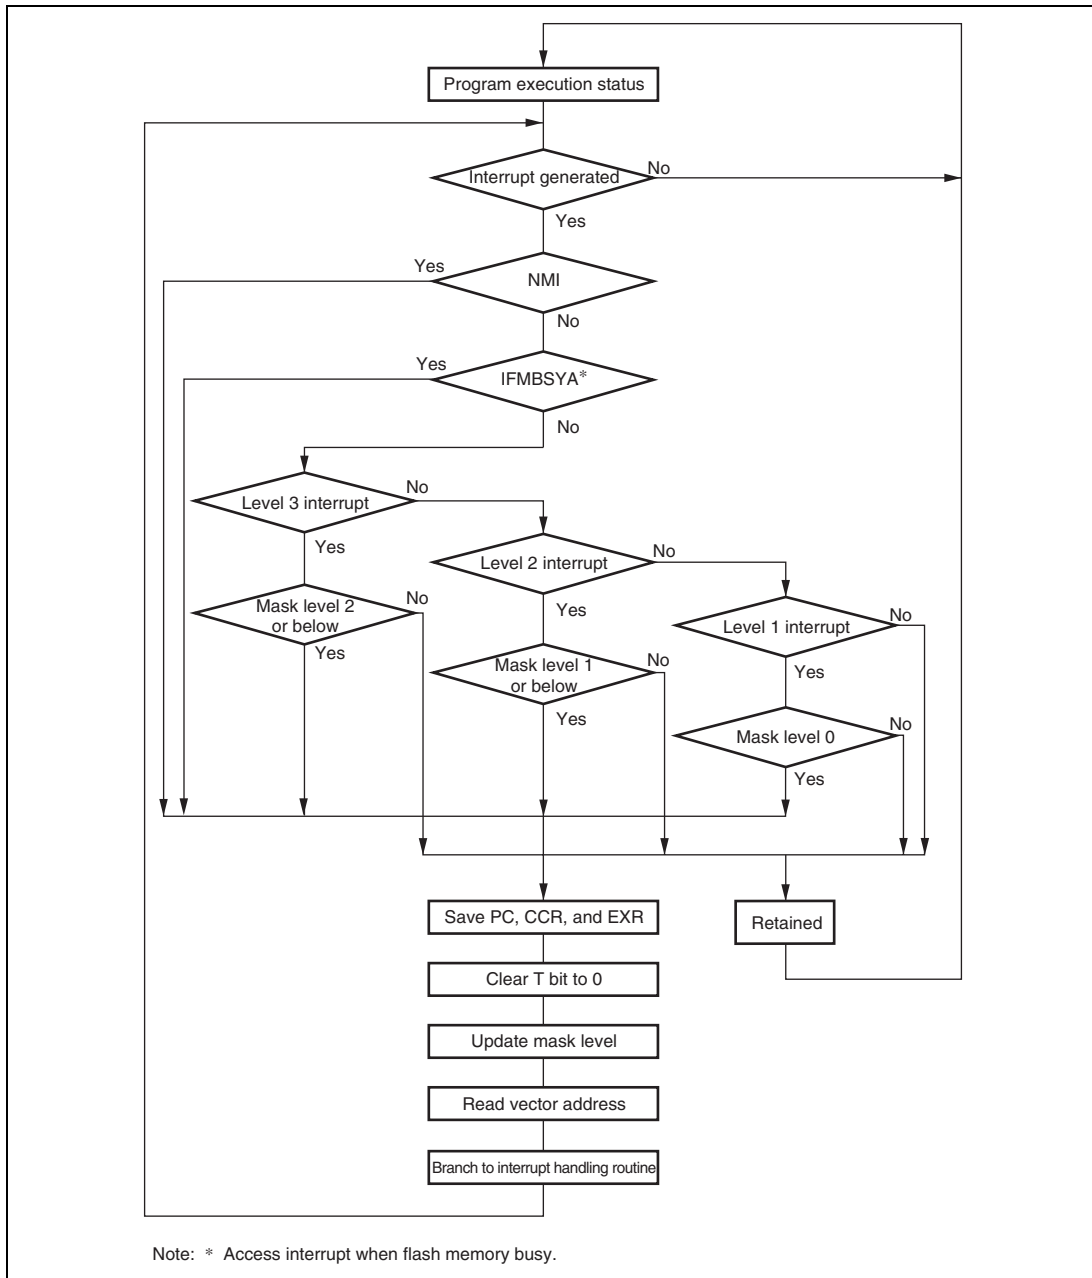 Program execution status
Interrupt generated
No
Yes
Yes
NMI
No
Yes
IFMBSYA*
No
Level 3 interrupt
No
Yes
Level 2 interrupt
No
Yes
Mask level 2
or below
No
Yes
Level 1 interrupt
No
Yes
Mask level 1
or below
No
Yes
Mask level 0
No
Yes
Save PC, CCR, and EXR
Retained
Clear T bit to 0
Update mask level
Read vector address
Branch to interrupt handling routine
Note: * Access interrupt when flash memory busy.